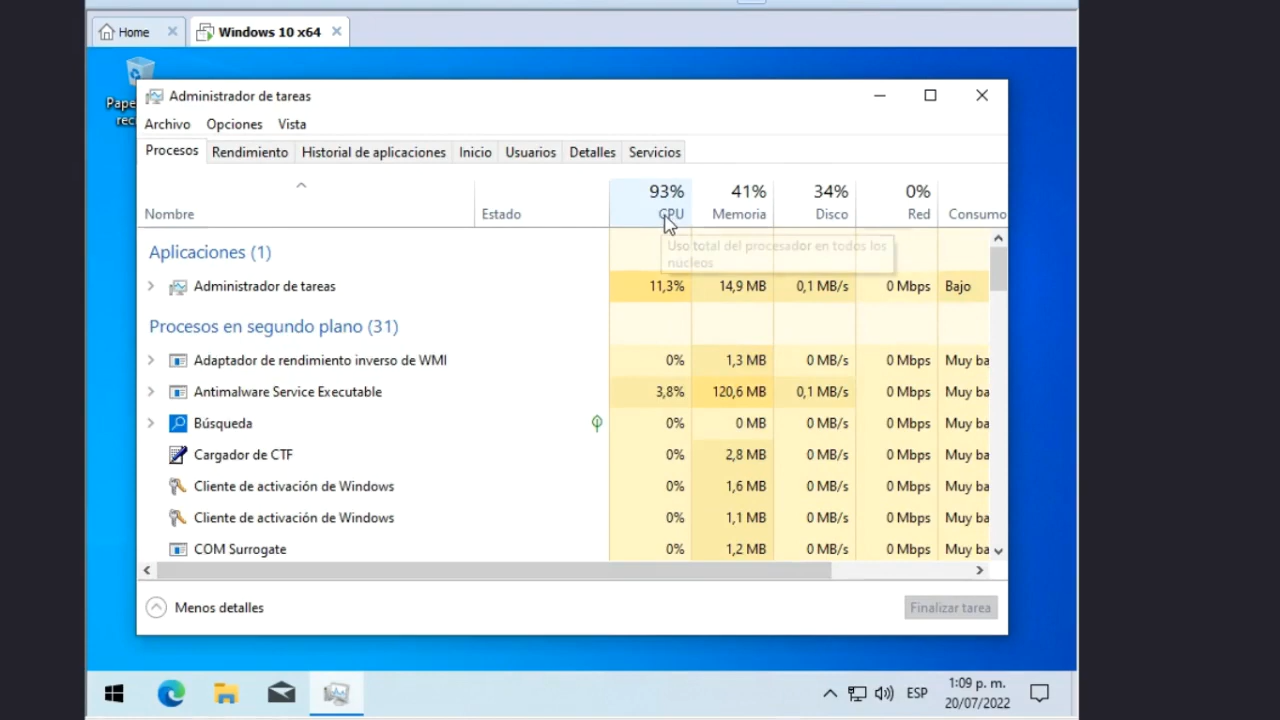 Home
Windows 10 x64
Pape
rec
Administrador de tareas
Archivo Opciones Vista
Procesos Rendimiento Historial de aplicaciones Inicio Usuarios Detalles Servicios
93% 41% 34% 0%
Nombre Estado CPU Memoria Disco Red Consumo
Uso total del procesador en todos los
núcleos
Aplicaciones (1)
Administrador de tareas 11,3% 14,9 MB 0,1 MB/s 0 Mbps Bajo
Procesos en segundo plano (31)
Adaptador de rendimiento inverso de WMI 0% 1,3 MB 0 MB/s 0 Mbps Muy ba
Antimalware Service Executable 3,8% 120,6 MB 0,1 MB/s 0 Mbps Muy ba
Búsqueda 0% 0 MB 0 MB/s 0 Mbps Muy ba
Cargador de CTF 0% 2,8 MB 0 MB/s 0 Mbps Muy ba
Cliente de activación de Windows 0% 1,6 MB 0 MB/s 0 Mbps Muy ba
Cliente de activación de Windows 0% 1,1 MB 0 MB/s 0 Mbps Muy ba
COM Surrogate 0% 1,2 MB 0 MB/s 0 Mbps Muy ba
Menos detalles
Finalizar tarea
ESP
1:09 p. m.
20/07/2022